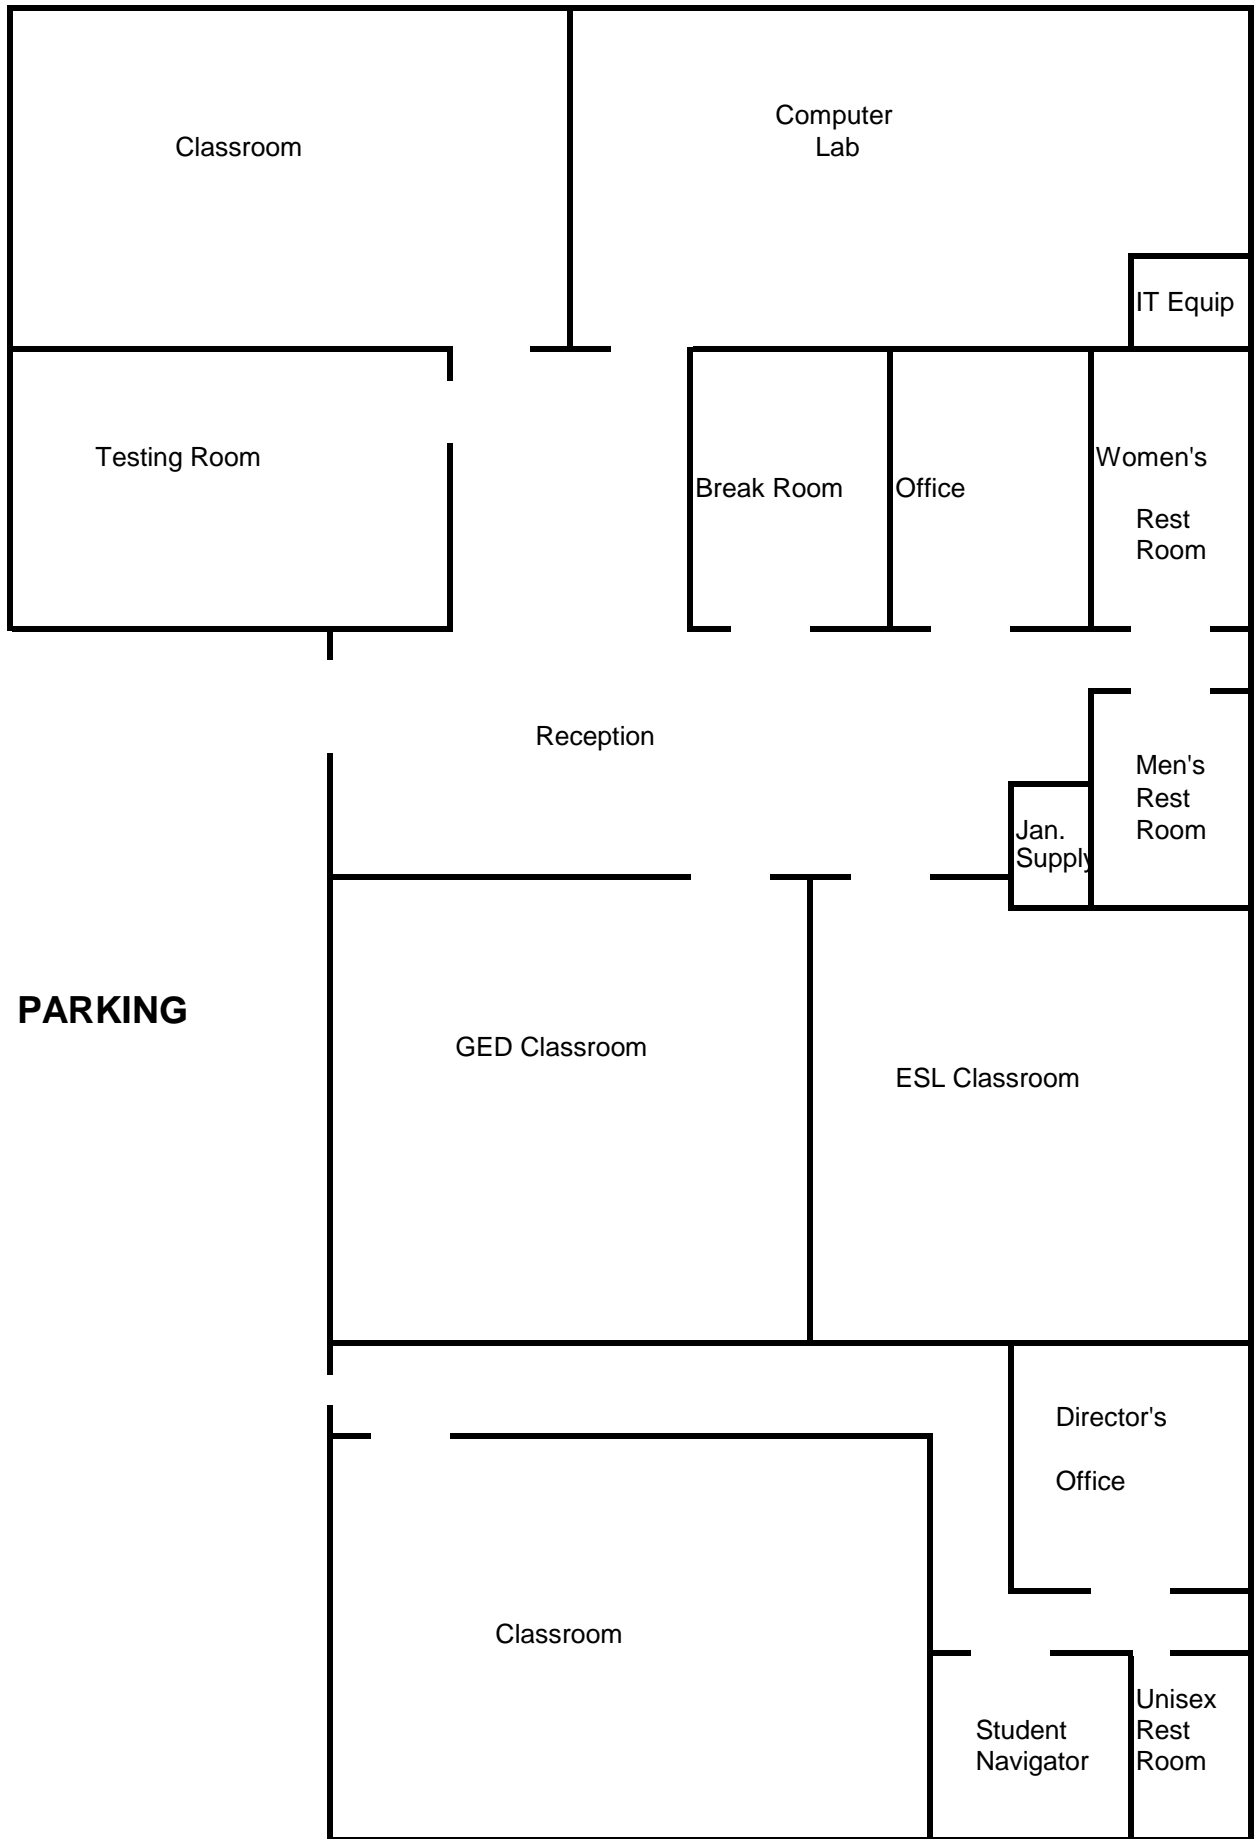 Computer
Lab
Classroom
IT Equip
Testing Room
Break Room
Office
Women's
Rest
Room
Reception
Men's
Rest
Room
Jan.
Supply
PARKING
GED Classroom
ESL Classroom
Director's
Office
Classroom
Student
Navigator
Unisex
Rest
Room